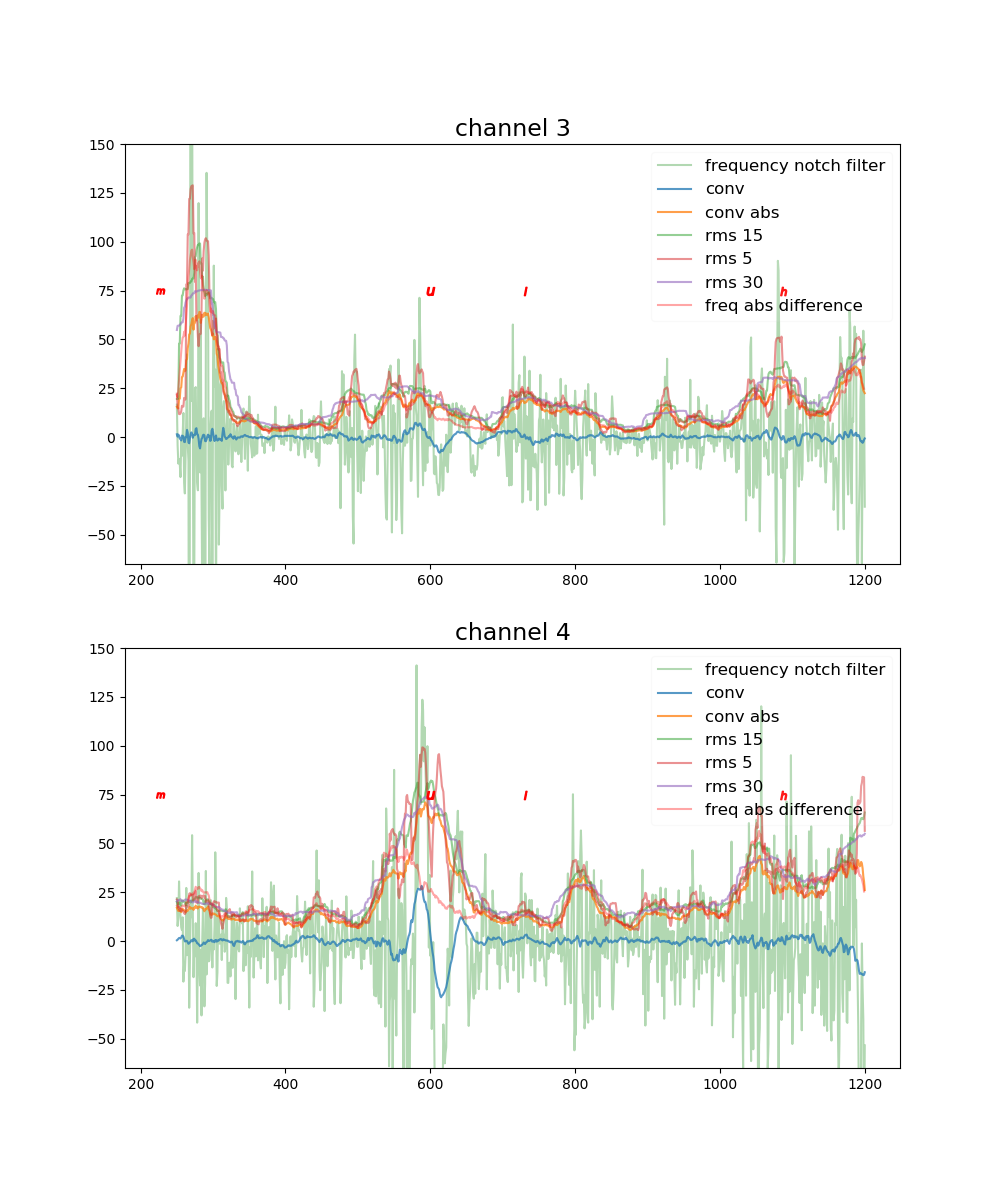 channel 3
150
125
100
75
50
25
0
−25
−50
200 400 600 800 1000 1200
frequency notch filter
conv
conv abs
rms 15
rms 5
rms 30
freq abs difference
m u l h
channel 4
150
125
100
75
50
25
0
−25
−50
200 400 600 800 1000 1200
frequency notch filter
conv
conv abs
rms 15
rms 5
rms 30
freq abs difference
m u l h